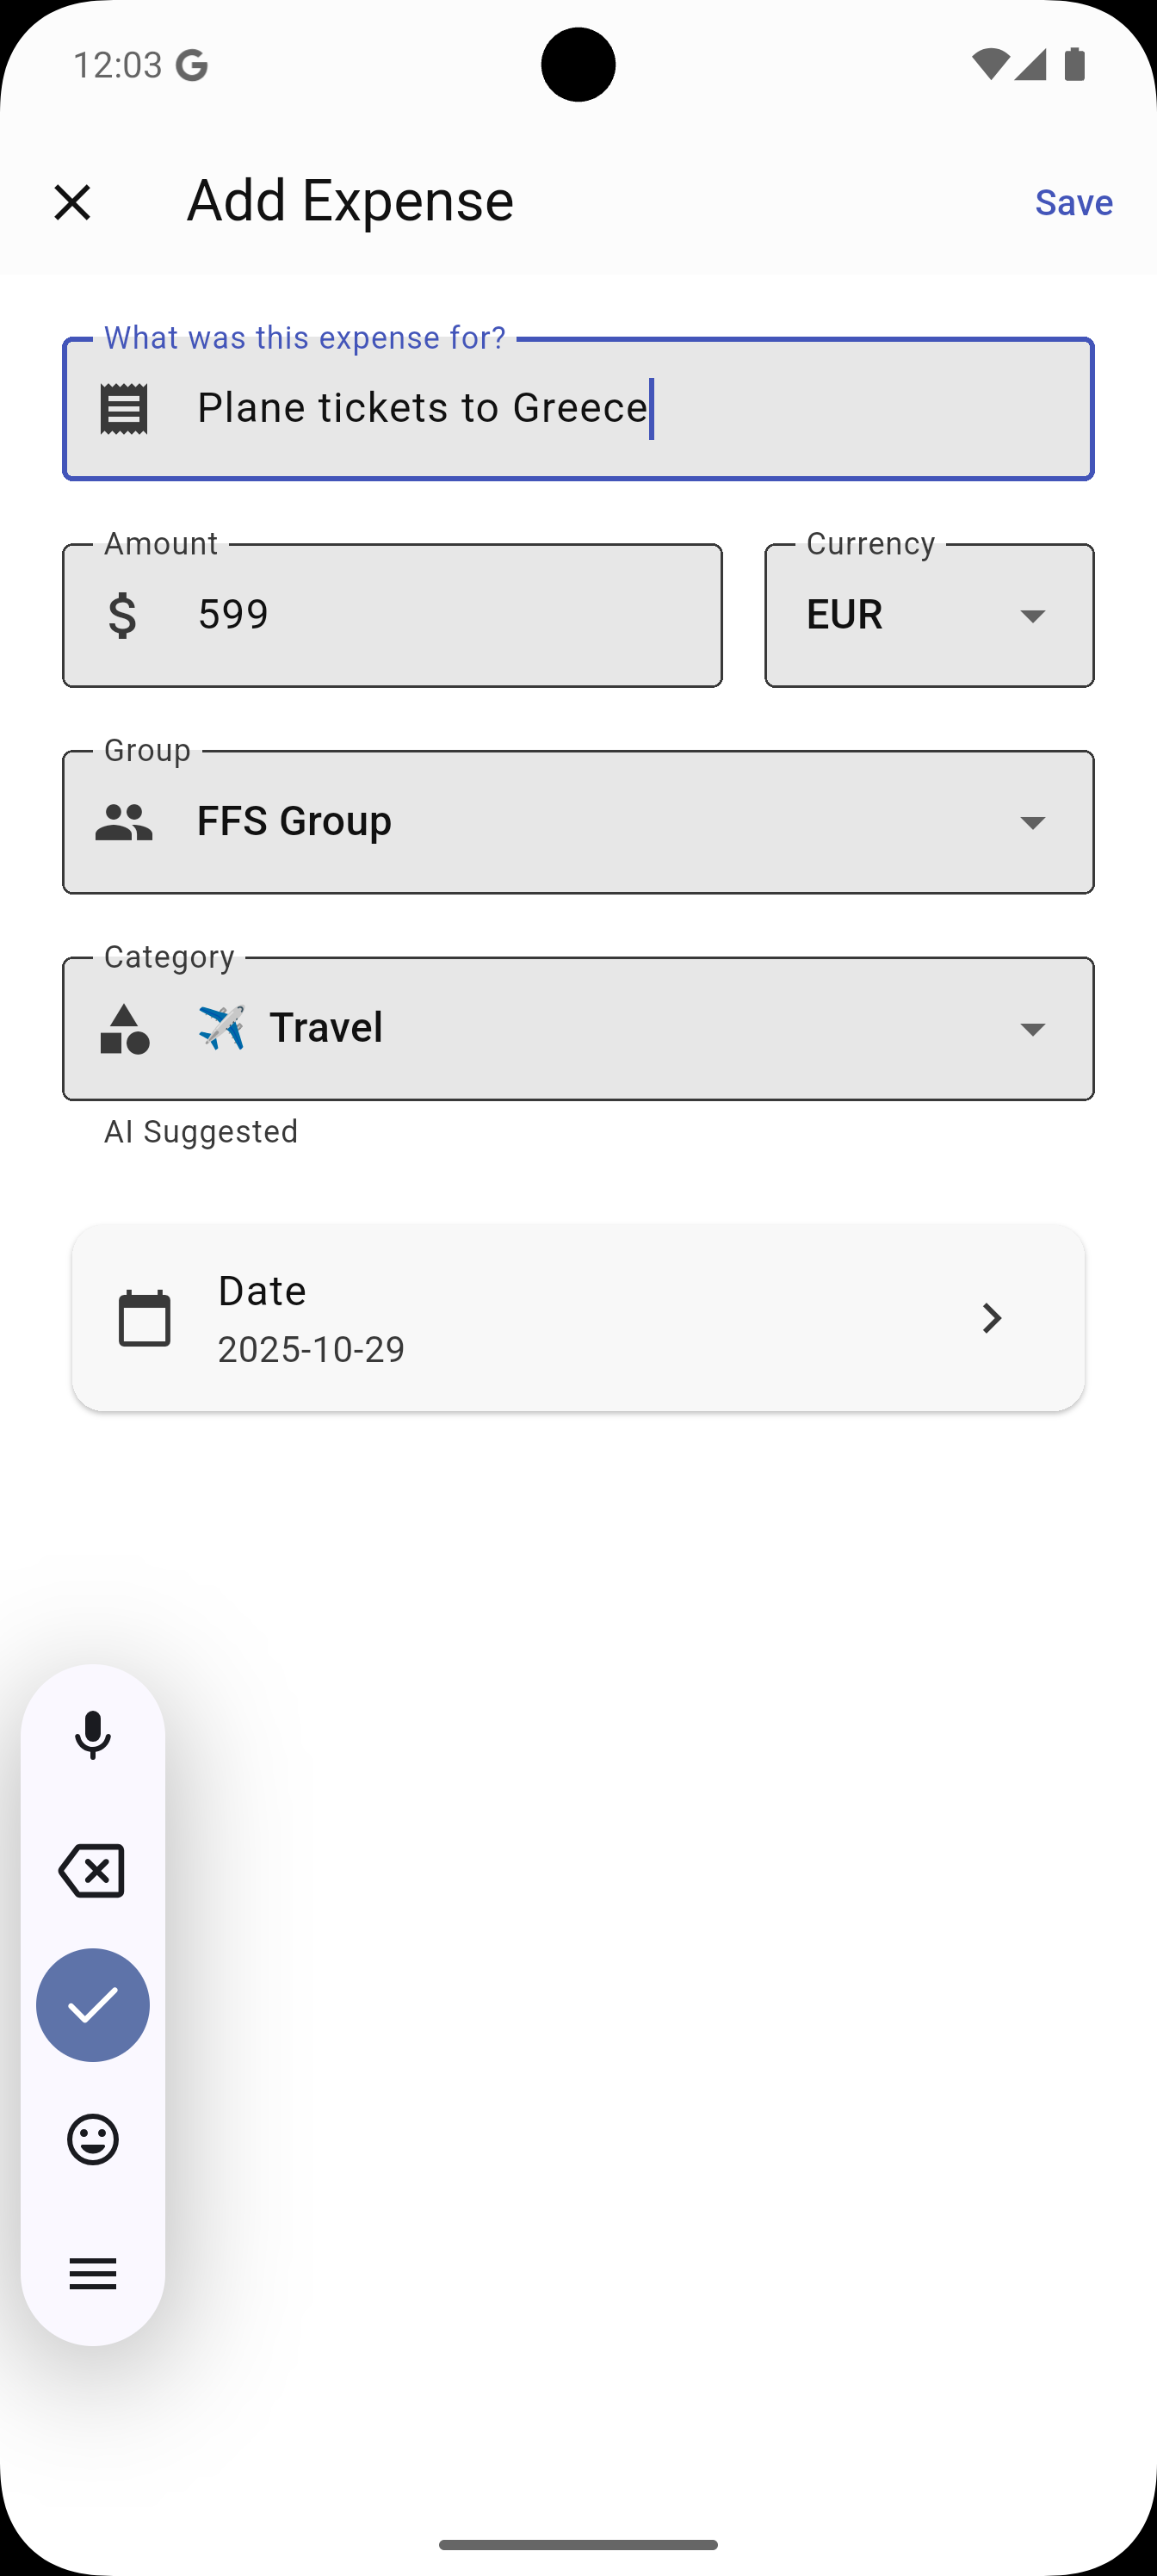 12:03
Add Expense
Save
What was this expense for?
Plane tickets to Greece
Amount
Currency
$ 599
EUR
Group
FFS Group
Category
✈️ Travel
AI Suggested
Date
2025-10-29